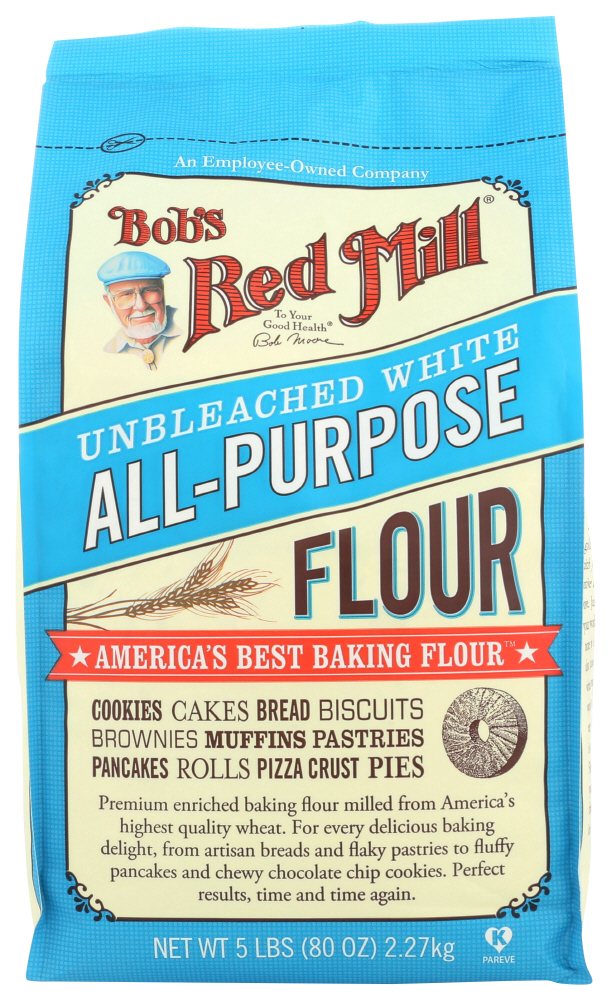 An Employee-Owned Company
Bob's
Red Mill®
To Your
Good Health®
Bob Moore
UNBLEACHED WHITE
ALL-PURPOSE
FLOUR
★ AMERICA'S BEST BAKING FLOUR™ ★
COOKIES CAKES BREAD BISCUITS
BROWNIES MUFFINS PASTRIES
PANCAKES ROLLS PIZZA CRUST PIES
Premium enriched baking flour milled from America's
highest quality wheat. For every delicious baking
delight, from artisan breads and flaky pastries to fluffy
pancakes and chewy chocolate chip cookies. Perfect
results, time and time again.
NET WT 5 LBS (80 OZ) 2.27kg
K
PAREVE